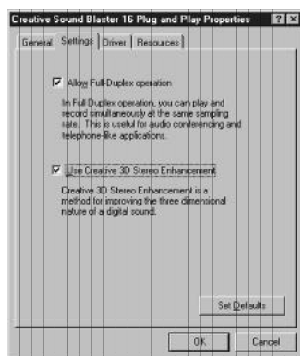 Creative Sound Blaster 16 Plug and Play Properties
General Settings Driver Resources
Allow Full-Duplex operation
In Full Duplex operation, you can play and
record simultaneously at the same sampling
rate. This is useful for audio conferencing and
telephone-like applications.
Use Creative 3D Stereo Enhancement
Creative 3D Stereo Enhancement is a
method for improving the three dimensional
nature of a digital sound.
Set Defaults
OK Cancel